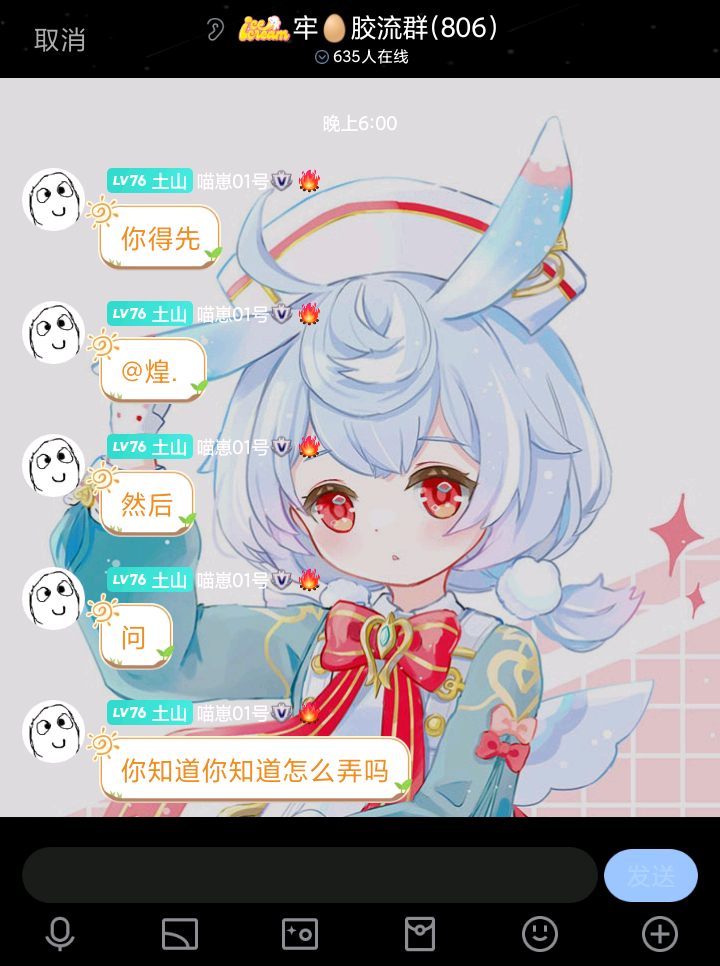 取消
ice cream 牢🥚胶流群(806)
635人在线
晚上6:00
LV76 土山 喵崽01号
你得先
LV76 土山 喵崽01号
@煌.
LV76 土山 喵崽01号
然后
LV76 土山 喵崽01号
问
LV76 土山 喵崽01号
你知道你知道怎么弄吗
发送